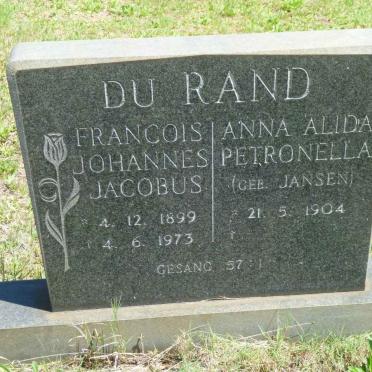 DU RAND
FRANCOIS
JOHANNES
JACOBUS
* 4. 12. 1899
† 4. 6. 1973
ANNA ALIDA
PETRONELLA
(GEB. JANSEN)
* 21. 5. 1904
†
GESANG 57:1